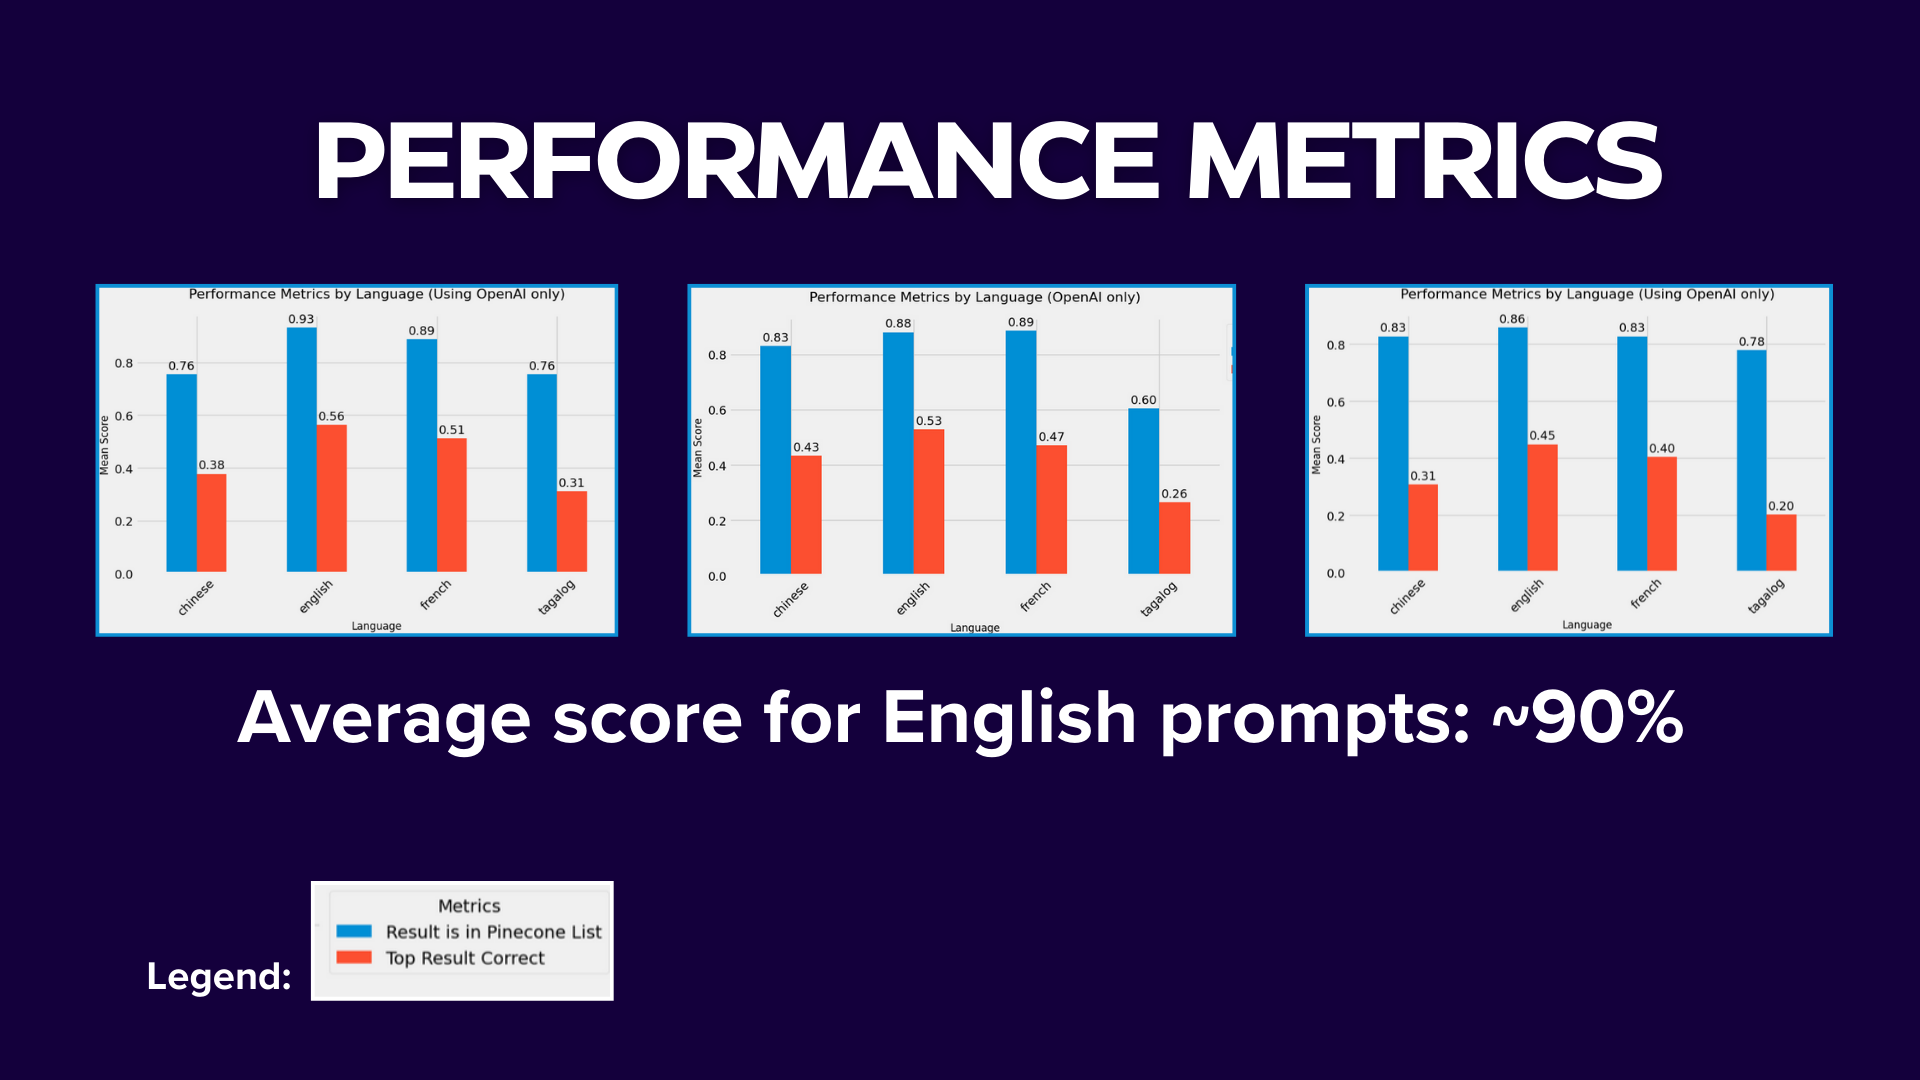 PERFORMANCE METRICS
Performance Metrics by Language (Using OpenAI only)
0.93
0.89
0.76
0.76
0.8
0.56
0.51
0.6
0.38
0.31
0.4
0.2
0.0
Mean Score
chinese
english
french
tagalog
Language
Performance Metrics by Language (OpenAI only)
0.83
0.88
0.89
0.8
0.60
0.6
0.53
0.47
0.43
0.4
0.26
0.2
0.0
Mean Score
chinese
english
french
tagalog
Language
Performance Metrics by Language (Using OpenAI only)
0.83
0.86
0.83
0.78
0.8
0.6
0.45
0.40
0.4
0.31
0.20
0.2
0.0
Mean Score
chinese
english
french
tagalog
Language
Average score for English prompts: ~90%
Legend:
Metrics
Result is in Pinecone List
Top Result Correct